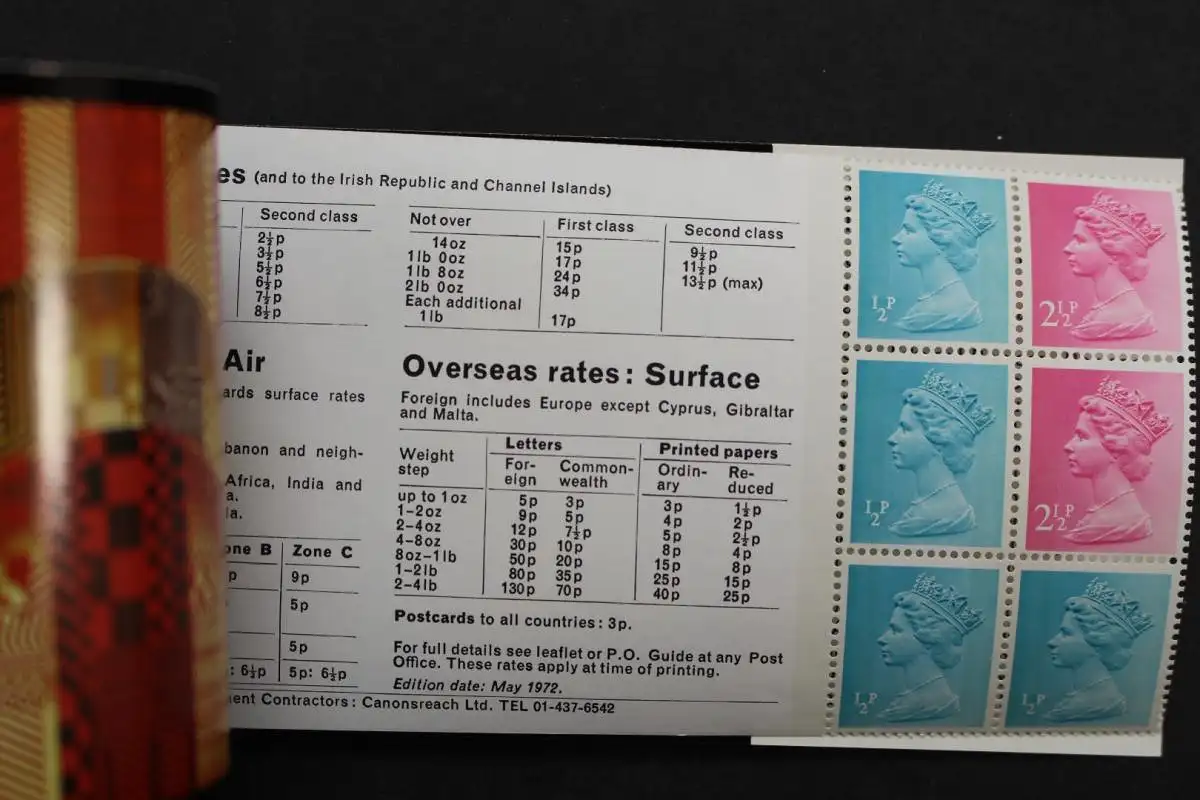 es (and to the Irish Republic and Channel Islands)
Second class
2½p
3½p
5½p
6½p
7½p
8½p
Not over First class Second class
14oz 15p 9½p
1lb 0oz 17p 11½p
1lb 8oz 24p 13½p (max)
2lb 0oz 34p
Each additional
1lb 17p
Air
ards surface rates
banon and neigh-
Africa, India and
a.
ia.
one B Zone C
p 9p
5p
5p
: 6½p 5p: 6½p
Overseas rates: Surface
Foreign includes Europe except Cyprus, Gibraltar
and Malta.
Letters Printed papers
Weight For- Common- Ordin- Re-
step eign wealth ary duced
up to 1oz 5p 3p 3p 1½p
1-2oz 9p 5p 4p 2p
2-4oz 12p 7½p 5p 2½p
4-8oz 30p 10p 8p 4p
8oz-1lb 50p 20p 15p 8p
1-2lb 80p 35p 25p 15p
2-4lb 130p 70p 40p 25p
Postcards to all countries: 3p.
For full details see leaflet or P.O. Guide at any Post
Office. These rates apply at time of printing.
Edition date: May 1972.
ent Contractors: Canonsreach Ltd. TEL 01-437-6542
½P 2½P
½P 2½P
½P ½P